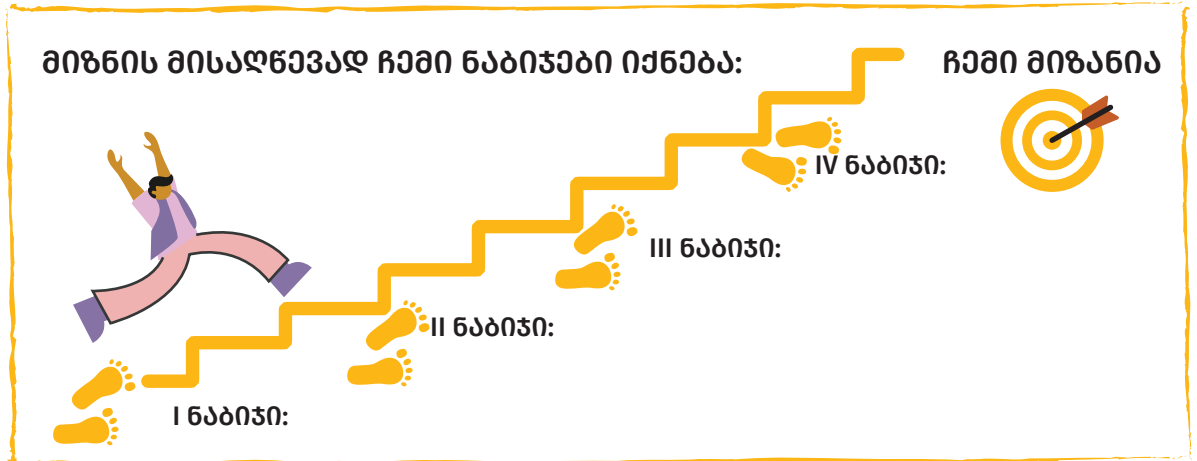 მიზნის მისაღწევად ჩემი ნაბიჯები იქნება:
ჩემი მიზანია
IV ნაბიჯი:
III ნაბიჯი:
II ნაბიჯი:
I ნაბიჯი: